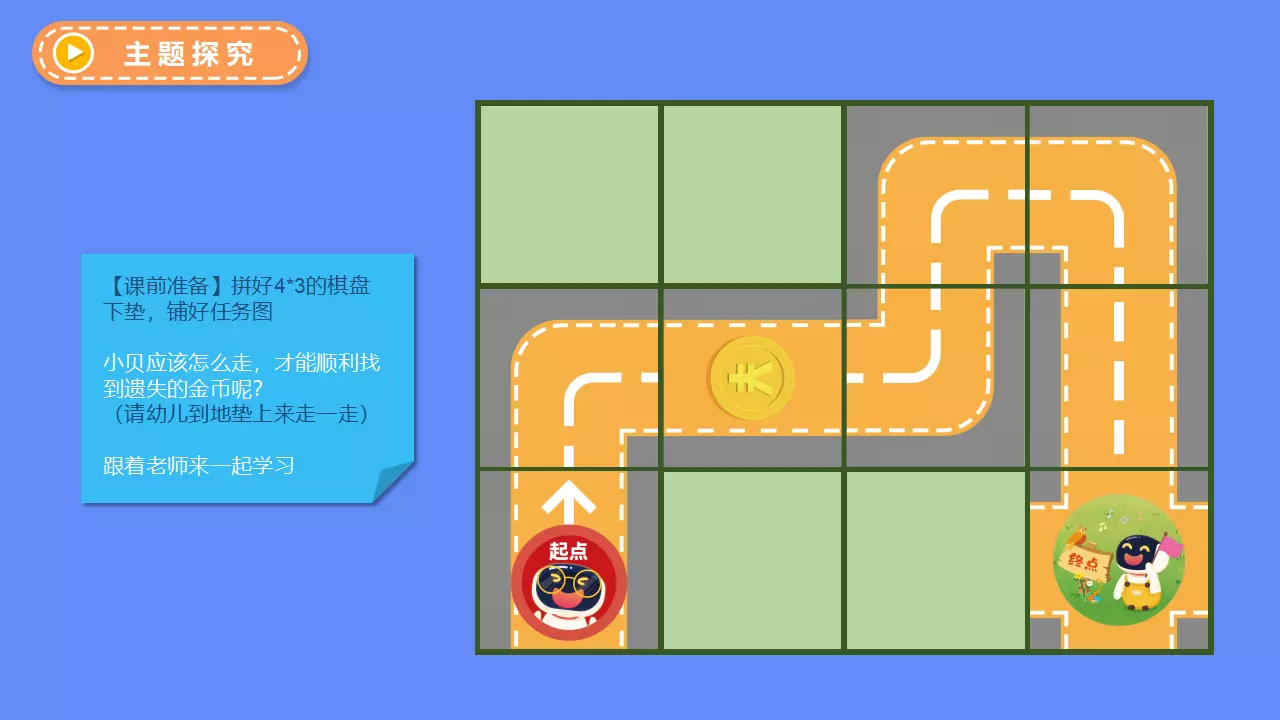 主题探究
【课前准备】拼好4*3的棋盘
下垫，铺好任务图
小贝应该怎么走，才能顺利找
到遗失的金币呢?
（请幼儿到地垫上来走一走）
跟着老师来一起学习
起点
终点